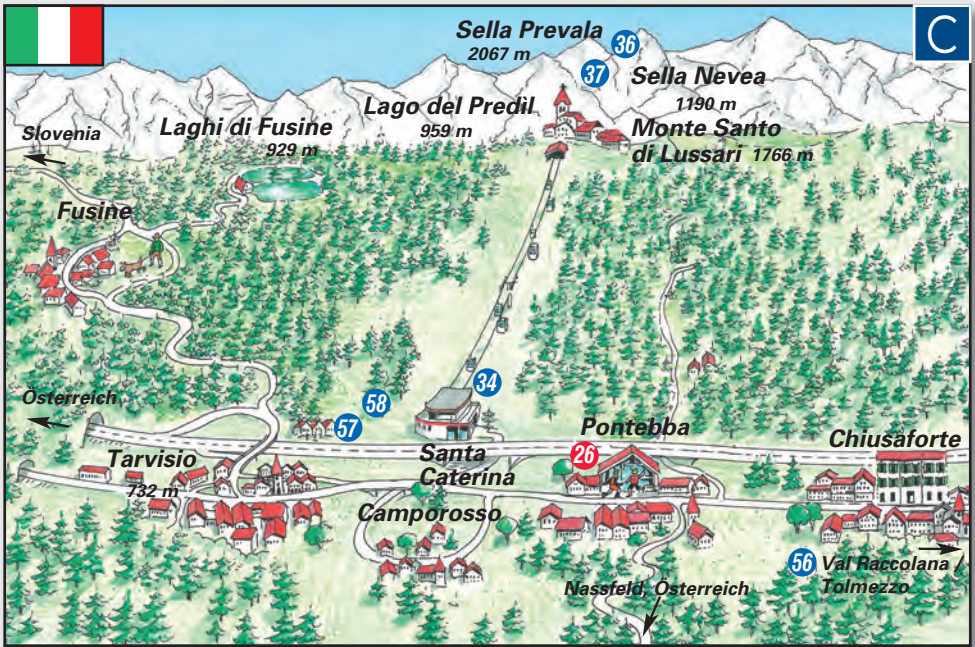 C
Sella Prevala
2067 m
36
37
Sella Nevea
1190 m
Lago del Predil
959 m
Monte Santo
di Lussari 1766 m
Slovenia
Laghi di Fusine
929 m
Fusine
Österreich
34
58
57
Pontebba
26
Chiusaforte
Tarvisio
732 m
Santa
Caterina
Camporosso
56 Val Raccolana /
Tolmezzo
Nassfeld, Österreich